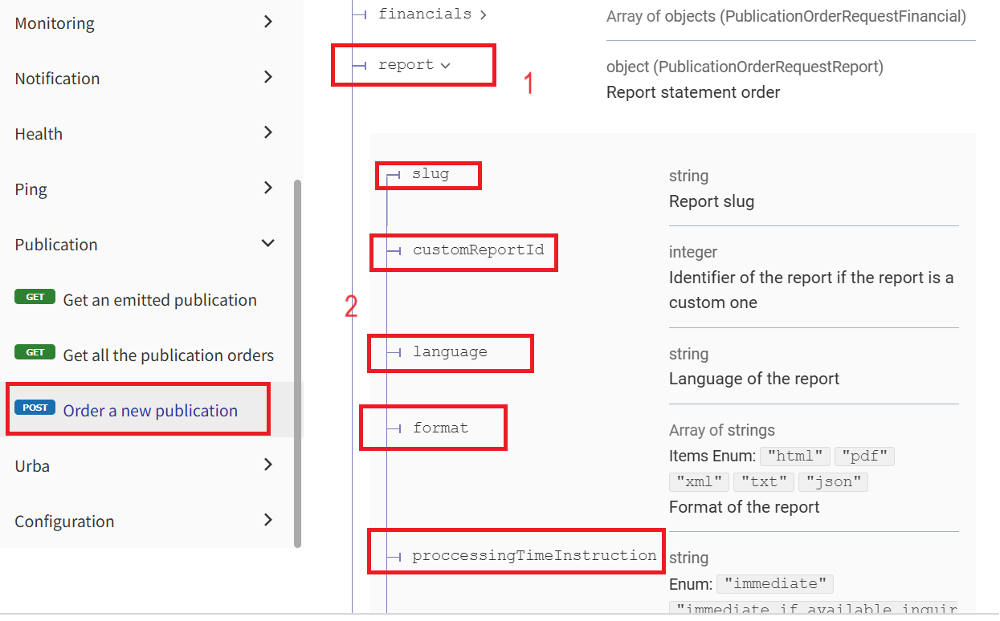 Monitoring
Notification
Health
Ping
Publication
GET Get an emitted publication
GET Get all the publication orders
POST Order a new publication
Urba
Configuration
financials
Array of objects (PublicationOrderRequestFinancial)
report
1
object (PublicationOrderRequestReport)
Report statement order
2
slug
string
Report slug
customReportId
integer
Identifier of the report if the report is a
custom one
language
string
Language of the report
format
Array of strings
Items Enum: "html" "pdf"
"xml" "txt" "json"
Format of the report
proccessingTimeInstruction
string
Enum: "immediate"
"immediate if available inquir